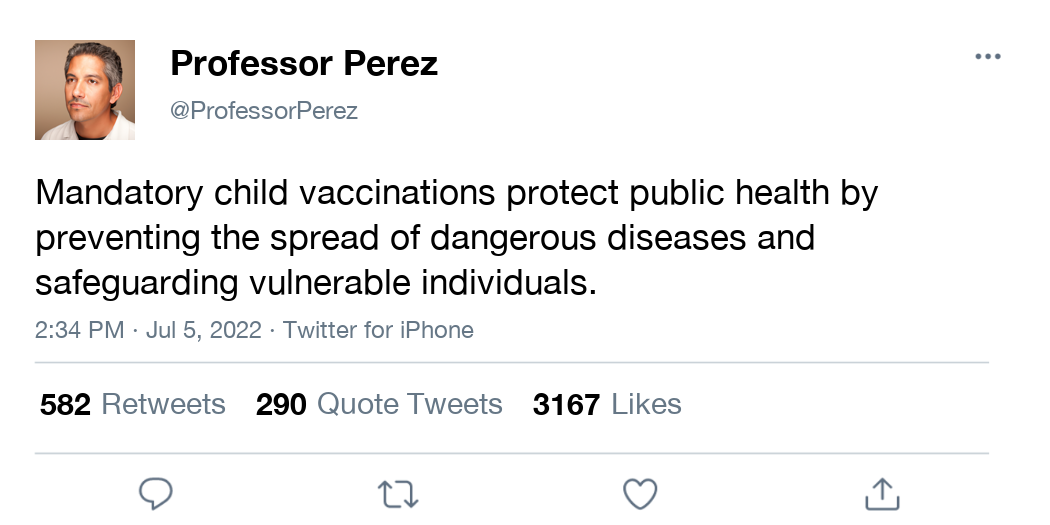 Professor Perez
@ProfessorPerez
Mandatory child vaccinations protect public health by
preventing the spread of dangerous diseases and
safeguarding vulnerable individuals.
2:34 PM · Jul 5, 2022 · Twitter for iPhone
582 Retweets 290 Quote Tweets 3167 Likes